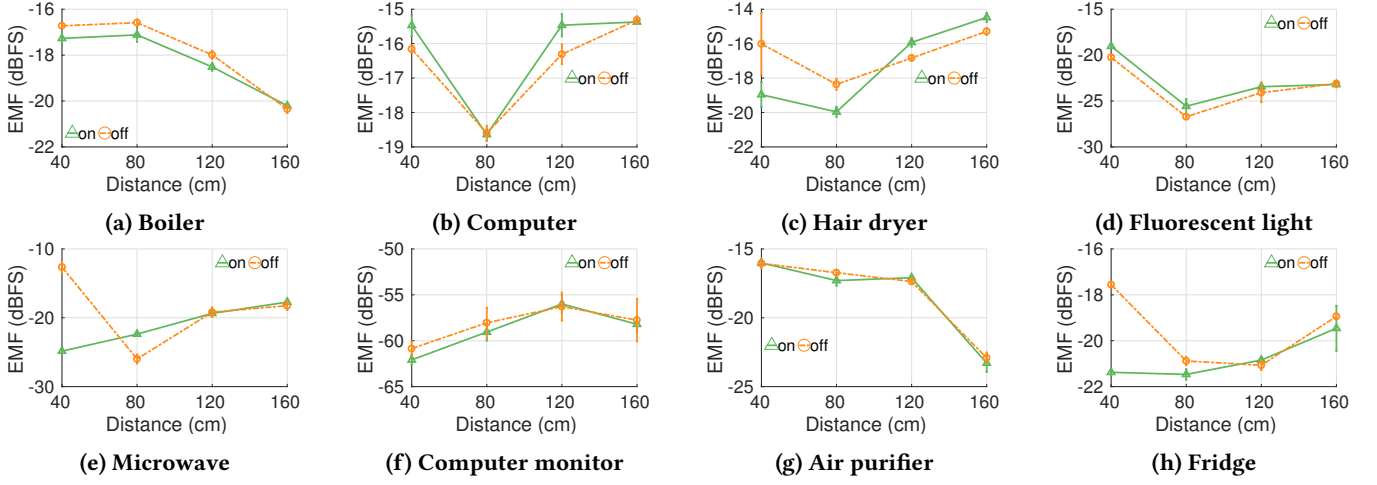 -16
-18
-20
-22
EMF (dBFS)
on off
40 80 120 160
Distance (cm)
(a) Boiler
-15
-16
-17
-18
-19
EMF (dBFS)
on off
40 80 120 160
Distance (cm)
(b) Computer
-14
-16
-18
-20
-22
EMF (dBFS)
on off
40 80 120 160
Distance (cm)
(c) Hair dryer
-15
-20
-25
-30
EMF (dBFS)
on off
40 80 120 160
Distance (cm)
(d) Fluorescent light
-10
-20
-30
EMF (dBFS)
on off
40 80 120 160
Distance (cm)
(e) Microwave
-50
-55
-60
-65
EMF (dBFS)
on off
40 80 120 160
Distance (cm)
(f) Computer monitor
-15
-20
-25
EMF (dBFS)
on off
40 80 120 160
Distance (cm)
(g) Air purifier
-16
-18
-20
-22
EMF (dBFS)
on off
40 80 120 160
Distance (cm)
(h) Fridge